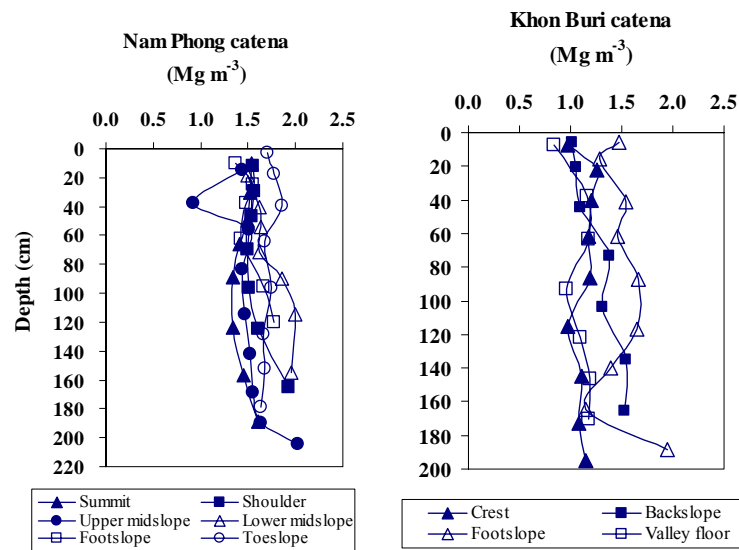 Nam Phong catena
(Mg m-3)
0.0 0.5 1.0 1.5 2.0 2.5
0
20
40
60
80
100
120
140
160
180
200
220
Depth (cm)
Summit Shoulder
Upper midslope Lower midslope
Footslope Toeslope
Khon Buri catena
(Mg m-3)
0.0 0.5 1.0 1.5 2.0 2.5
0
20
40
60
80
100
120
140
160
180
200
Crest Backslope
Footslope Valley floor